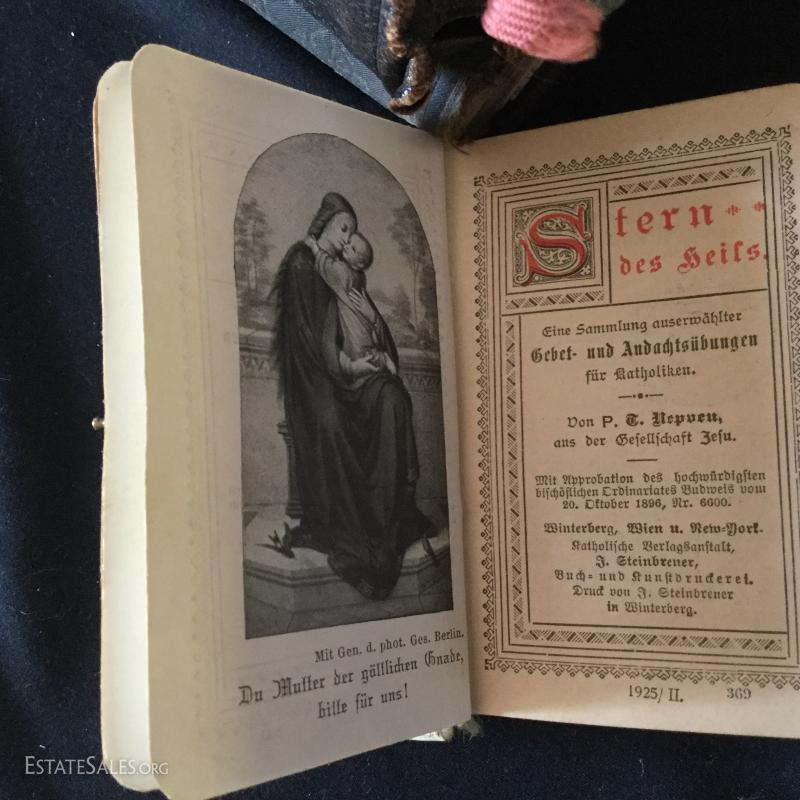 Mit Gen. d. phot. Ges. Berlin.
Du Mutter der göttlichen Gnade,
bitte für uns!
Stern
des Heils.
Eine Sammlung auserwählter
Gebet- und Andachtsübungen
für Katholiken.
Von P. T. Nepveu,
aus der Gesellschaft Jesu.
Mit Approbation des hochwürdigsten
bischöflichen Ordinariates Budweis vom
20. Oktober 1896, Nr. 6600.
Winterberg, Wien u. New-York.
Katholische Verlagsanstalt,
J. Steinbrener,
Buch- und Kunstdruckerei.
Druck von J. Steinbrener
in Winterberg.
1925/ II. 369
ESTATESALES.ORG